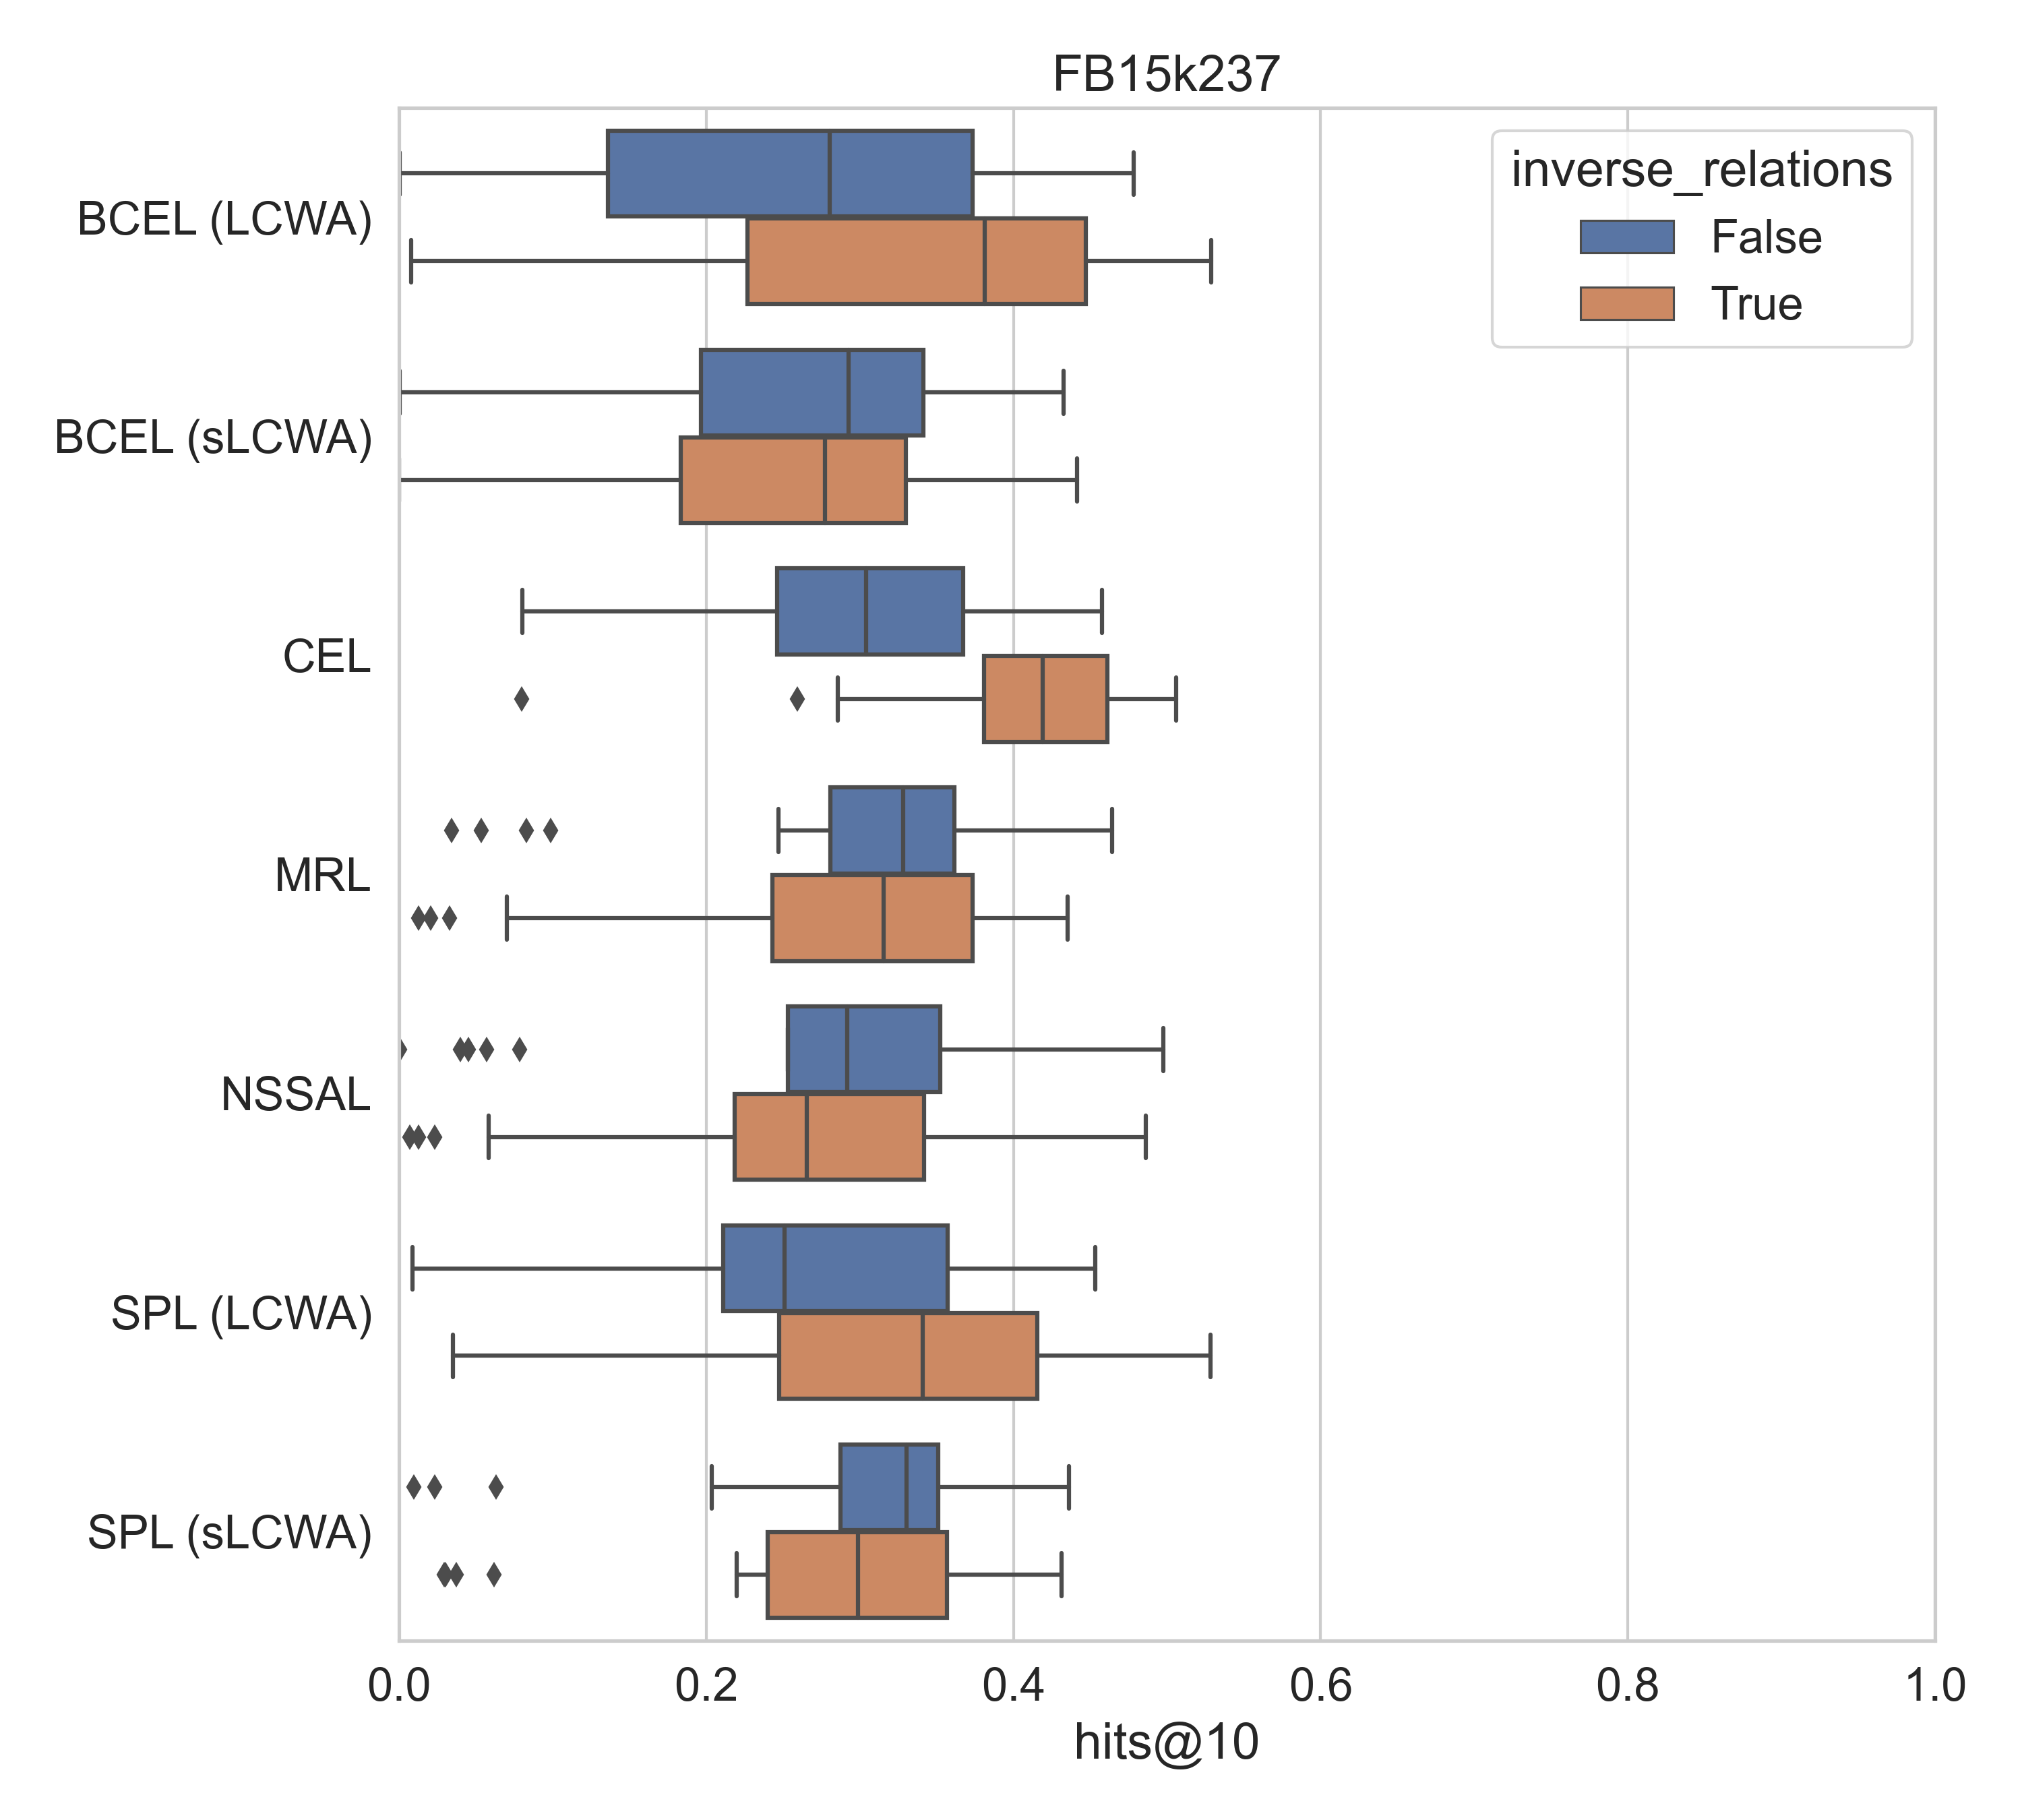 FB15k237
inverse_relations
False
True
BCEL (LCWA)
BCEL (sLCWA)
CEL
MRL
NSSAL
SPL (LCWA)
SPL (sLCWA)
0.0 0.2 0.4 0.6 0.8 1.0
hits@10